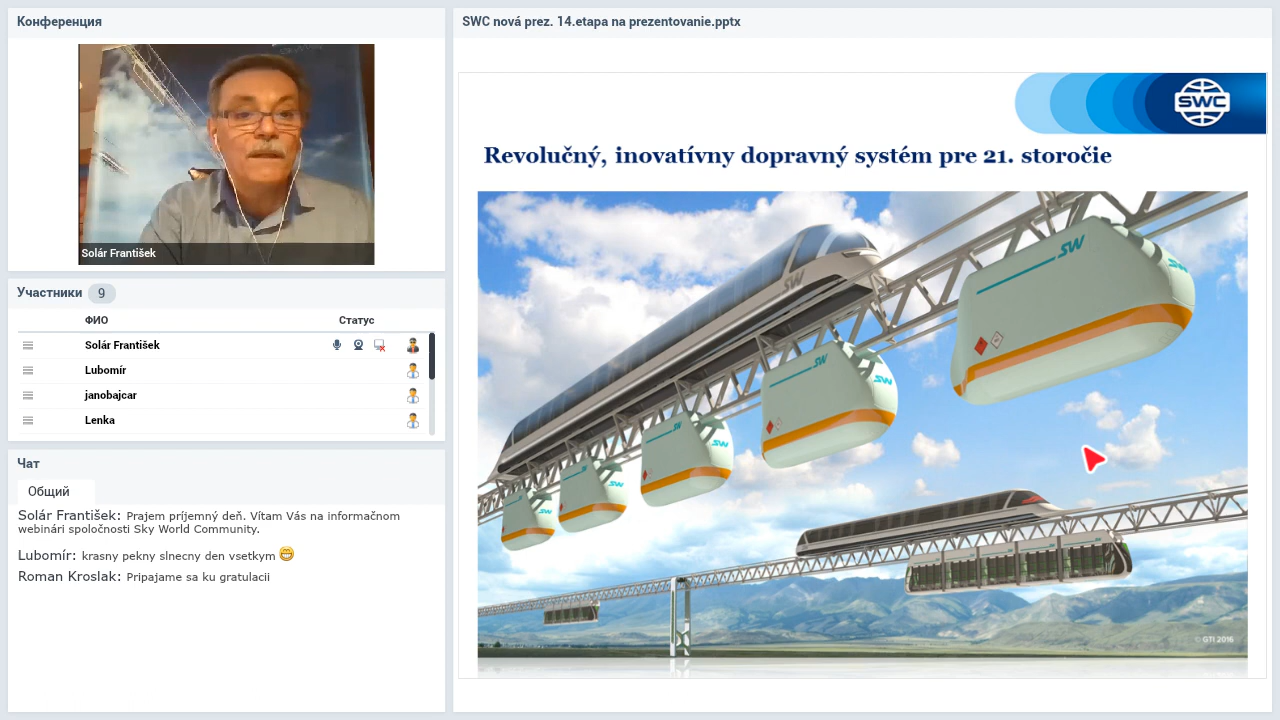 Конференция
Solár František
Участники 9
ФИО Статус
Solár František
Lubomír
janobajcar
Lenka
Чат
Общий
Solár František: Prajem príjemný deň. Vítam Vás na informačnom
webinári spoločnosti Sky World Community.
Lubomír: krasny pekny slnecny den vsetkym
Roman Kroslak: Pripajame sa ku gratulacii
SWC nová prez. 14.etapa na prezentovanie.pptx
SWC
Revolučný, inovatívny dopravný systém pre 21. storočie
SW
SW
SW
SW
SW
SW
SW
SW
SW
© GTI 2016